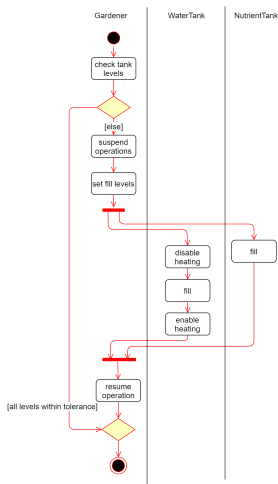 Gardener
WaterTank
NutrientTank
check tank
levels
[else]
suspend
operations
set fill levels
disable
heating
fill
fill
enable
heating
resume
operation
[all levels within tolerance]